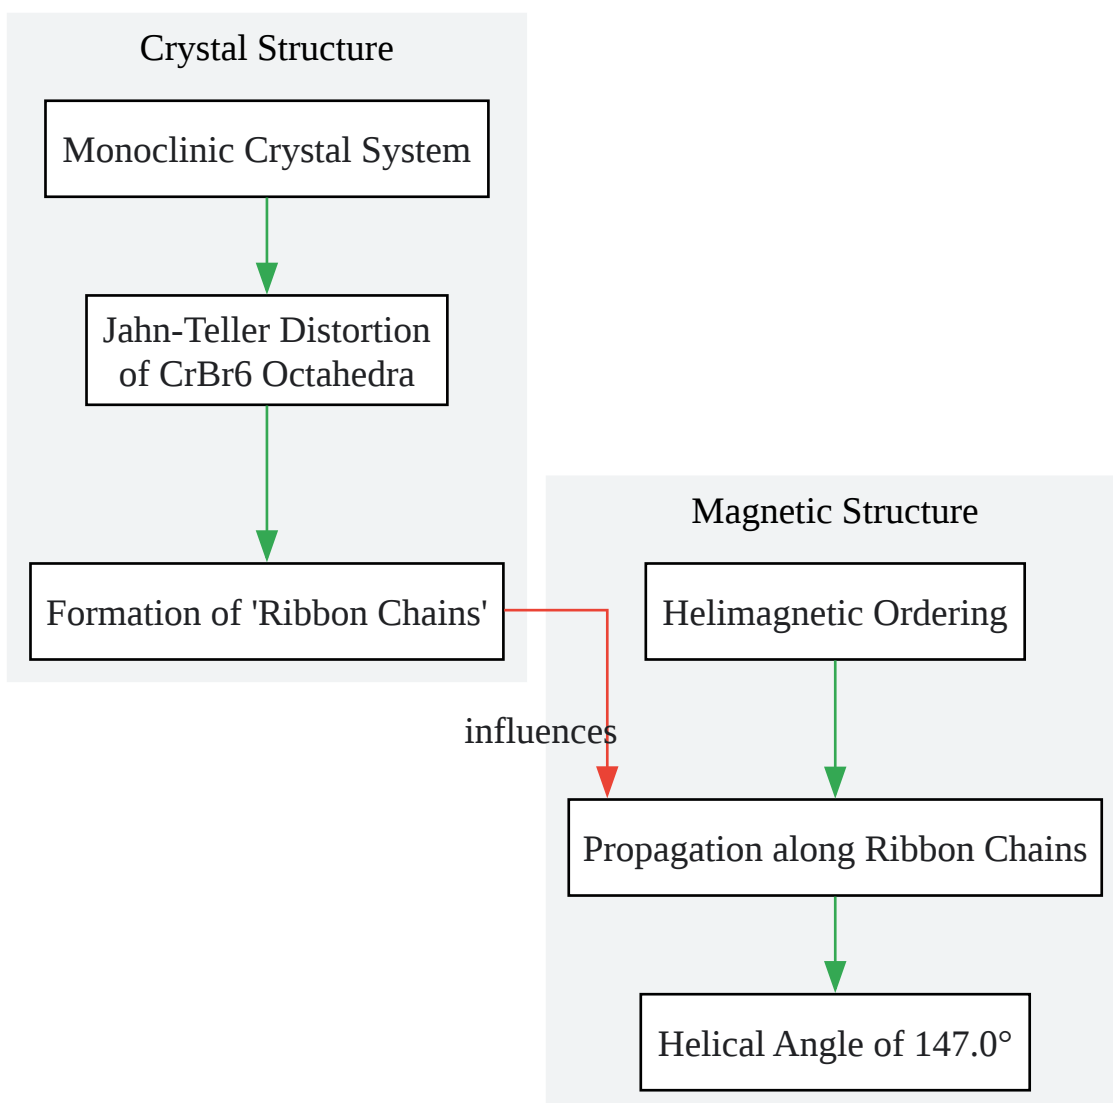 Crystal Structure
Monoclinic Crystal System
Jahn-Teller Distortion
of CrBr6 Octahedra
Formation of 'Ribbon Chains'
influences
Magnetic Structure
Helimagnetic Ordering
Propagation along Ribbon Chains
Helical Angle of 147.0°